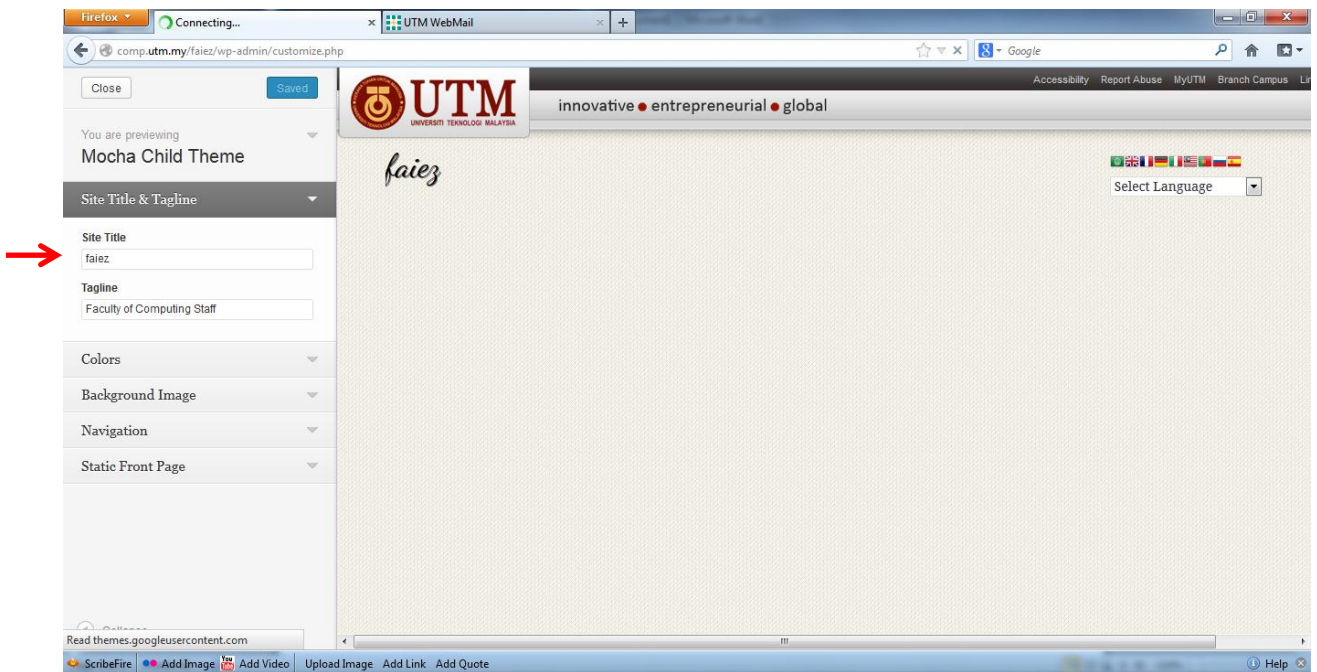 Firefox
Connecting...
UTM WebMail
comp.utm.my/faiez/wp-admin/customize.php
Google
Close
Saved
Accessibility Report Abuse MyUTM Branch Campus
UTM
UNIVERSITI TEKNOLOGI MALAYSIA
innovative ● entrepreneurial ● global
You are previewing
Mocha Child Theme
faiez
Select Language
Site Title & Tagline
Site Title
faiez
Tagline
Faculty of Computing Staff
Colors
Background Image
Navigation
Static Front Page
Read themes.googleusercontent.com
ScribeFire Add Image Add Video Upload Image Add Link Add Quote
Help